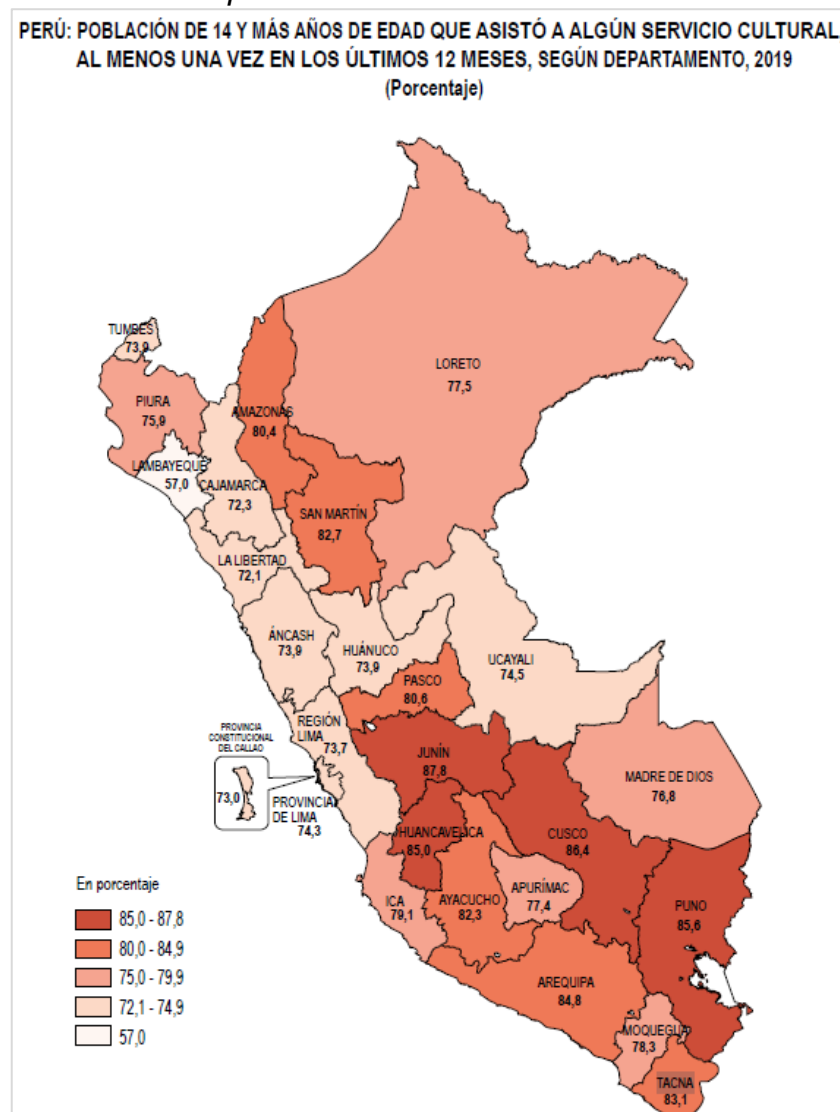 PERÚ: POBLACIÓN DE 14 Y MÁS AÑOS DE EDAD QUE ASISTÓ A ALGÚN SERVICIO CULTURAL,
AL MENOS UNA VEZ EN LOS ÚLTIMOS 12 MESES, SEGÚN DEPARTAMENTO, 2019
(Porcentaje)
TUMBES
73,9
LORETO
77,5
PIURA
75,9
AMAZONAS
80,4
LAMBAYEQUE
57,0
CAJAMARCA
72,3
SAN MARTÍN
82,7
LA LIBERTAD
72,1
ÁNCASH
73,9
HUÁNUCO
73,9
UCAYALI
74,5
PASCO
80,6
REGIÓN
LIMA
73,7
PROVINCIA
CONSTITUCIONAL
DEL CALLAO
73,0
JUNÍN
87,8
MADRE DE DIOS
76,8
PROVINCIA
DE LIMA
74,3
HUANCAVELICA
85,0
CUSCO
86,4
APURÍMAC
77,4
ICA
79,1
AYACUCHO
82,3
PUNO
85,6
AREQUIPA
84,8
MOQUEGUA
78,3
TACNA
83,1
En porcentaje
85,0 - 87,8
80,0 - 84,9
75,0 - 79,9
72,1 - 74,9
57,0